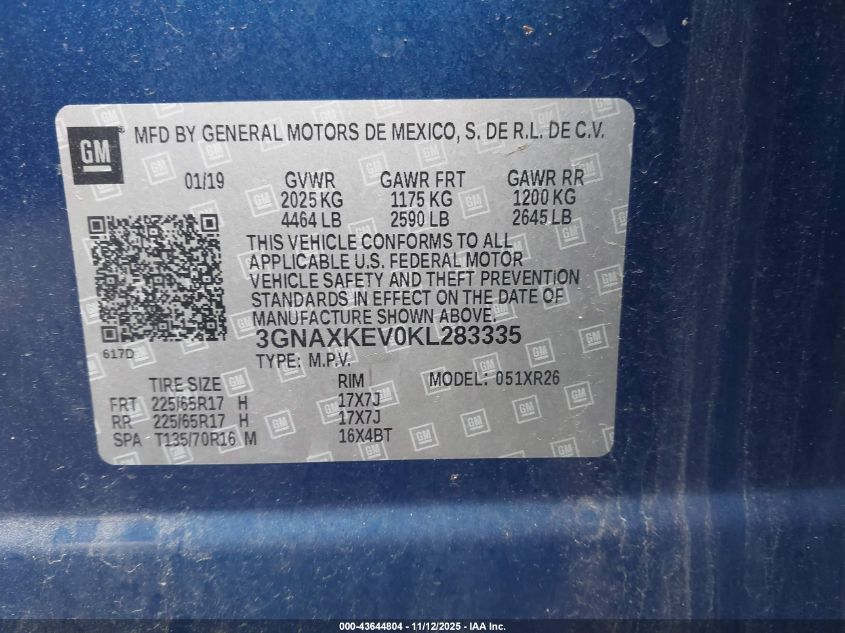 GM® MFD BY GENERAL MOTORS DE MEXICO, S. DE R.L. DE C.V.
01/19 GVWR GAWR FRT GAWR RR
2025 KG 1175 KG 1200 KG
4464 LB 2590 LB 2645 LB
THIS VEHICLE CONFORMS TO ALL
APPLICABLE U.S. FEDERAL MOTOR
VEHICLE SAFETY AND THEFT PREVENTION
STANDARDS IN EFFECT ON THE DATE OF
MANUFACTURE SHOWN ABOVE.
3GNAXKEV0KL283335
617D
TYPE: M.P.V.
TIRE SIZE RIM MODEL: 051XR26
FRT 225/65R17 H 17X7J
RR 225/65R17 H 17X7J
SPA T135/70R16 M 16X4BT
000-43644804 - 11/12/2025 - IAA Inc.